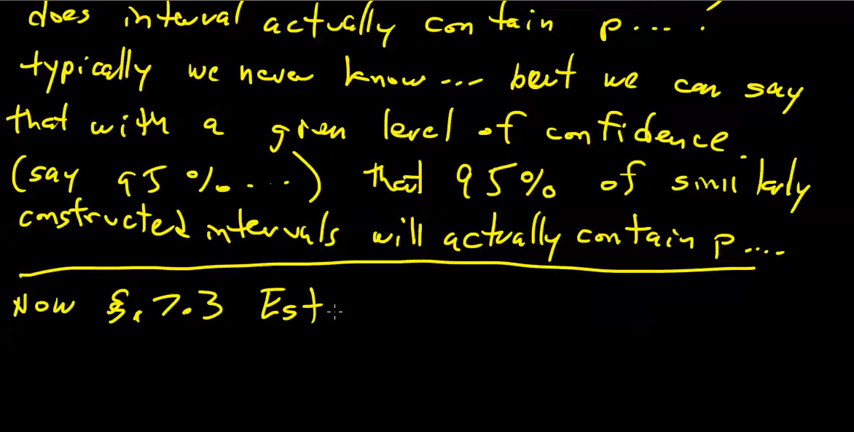 does interval actually contain p...?
typically we never know... but we can say
that with a given level of confidence
(say 95%...) that 95% of similarly
constructed intervals will actually contain p....
Now §. 7.3 Est